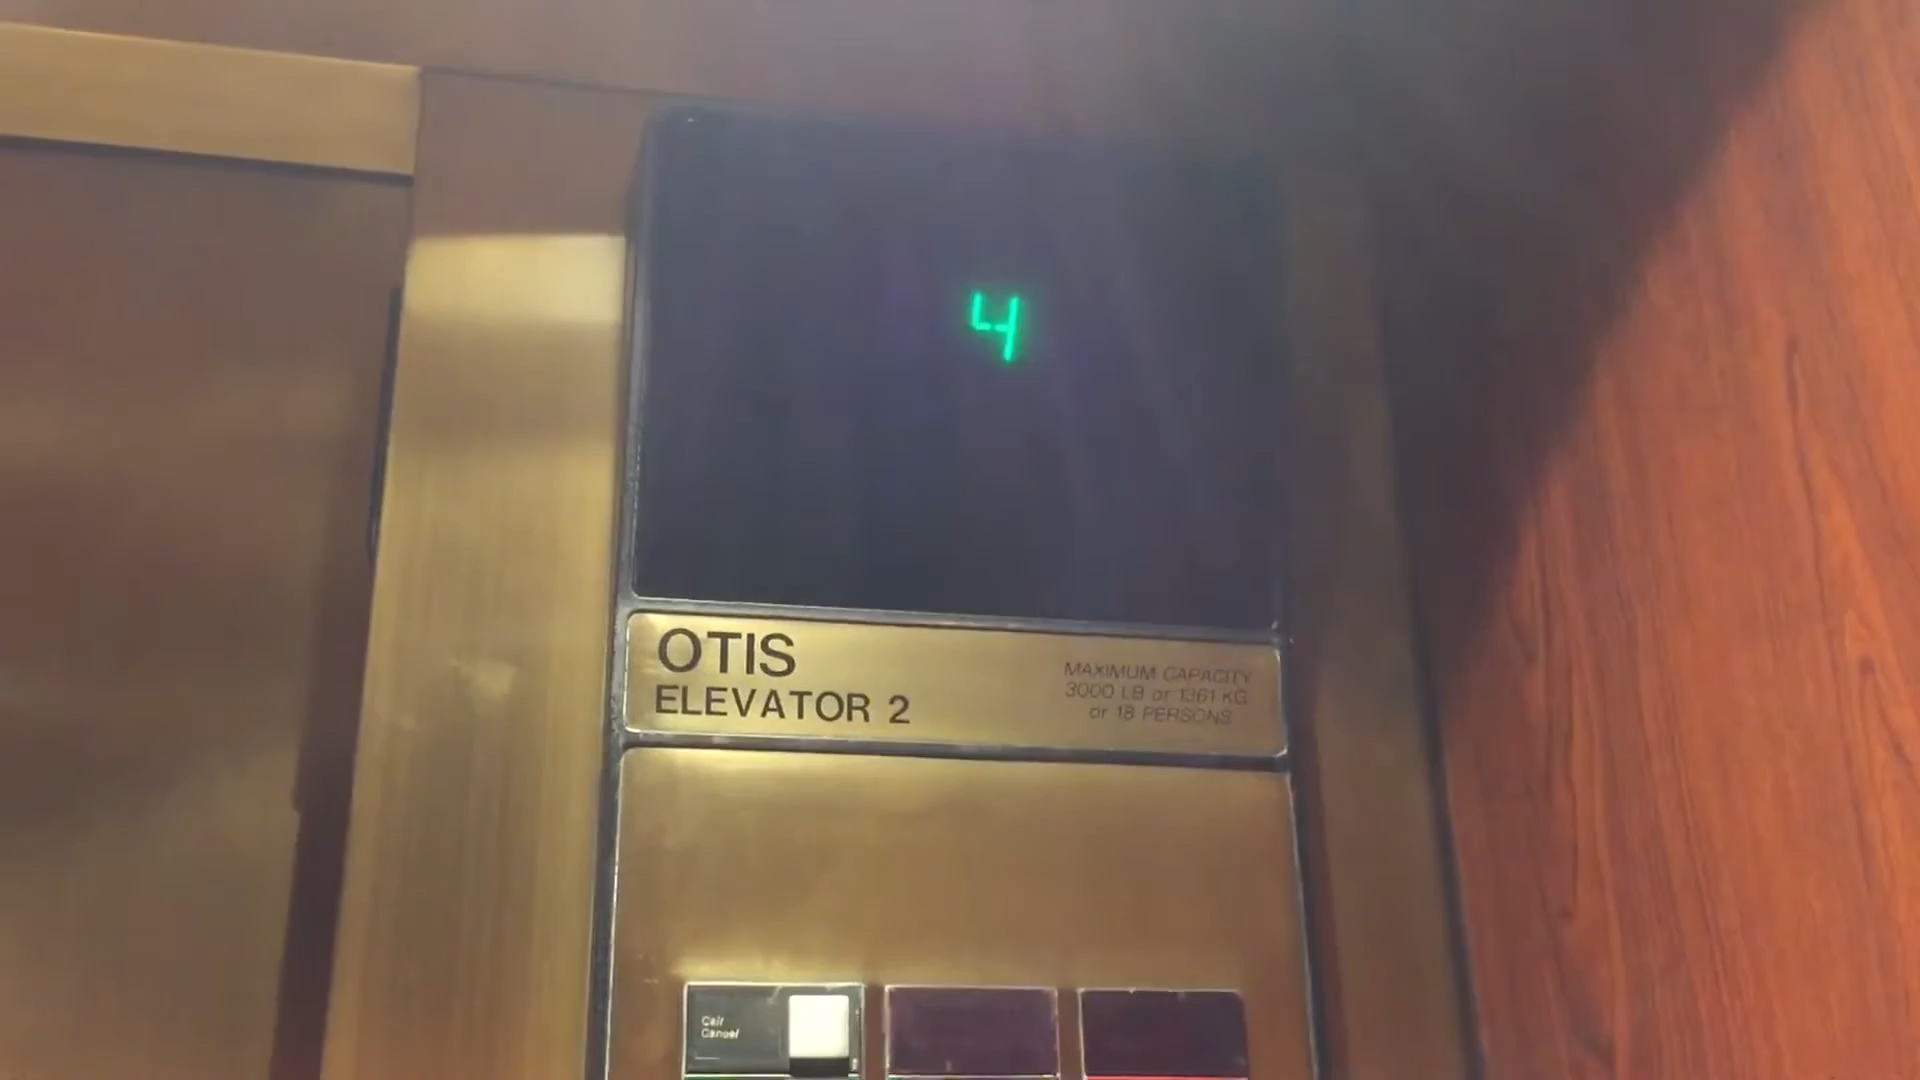 4
OTIS
ELEVATOR 2
MAXIMUM CAPACITY
3000 LB or 1361 KG
or 18 PERSONS
Call
Cancel